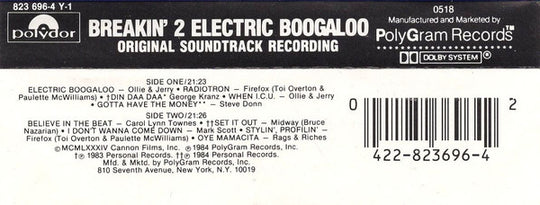 823 696-4 Y-1
polydor
BREAKIN' 2 ELECTRIC BOOGALOO
ORIGINAL SOUNDTRACK RECORDING
0518
Manufactured and Marketed by
PolyGram Records™
DOLBY SYSTEM®
SIDE ONE/21:23
ELECTRIC BOOGALOO - Ollie & Jerry • RADIOTRON - Firefox (Toi Overton &
Paulette McWilliams) • †DIN DAA DAA* George Kranz • WHEN I.C.U. - Ollie & Jerry
• GOTTA HAVE THE MONEY** - Steve Donn
SIDE TWO/21:26
BELIEVE IN THE BEAT - Carol Lynn Townes • ††SET IT OUT - Midway (Bruce
Nazarian) • I DON'T WANNA COME DOWN - Mark Scott • STYLIN', PROFILIN' -
Firefox (Toi Overton & Paulette McWilliams) • OYE MAMACITA - Rags & Riches
©MCMLXXXIV Cannon Films, Inc. ℗ 1984 PolyGram Records, Inc.
†℗ 1983 Personal Records. ††℗ 1984 Personal Records.
Mfd. & Mktd. by PolyGram Records, Inc.
810 Seventh Avenue, New York, N.Y. 10019
0 2
422-823696-4